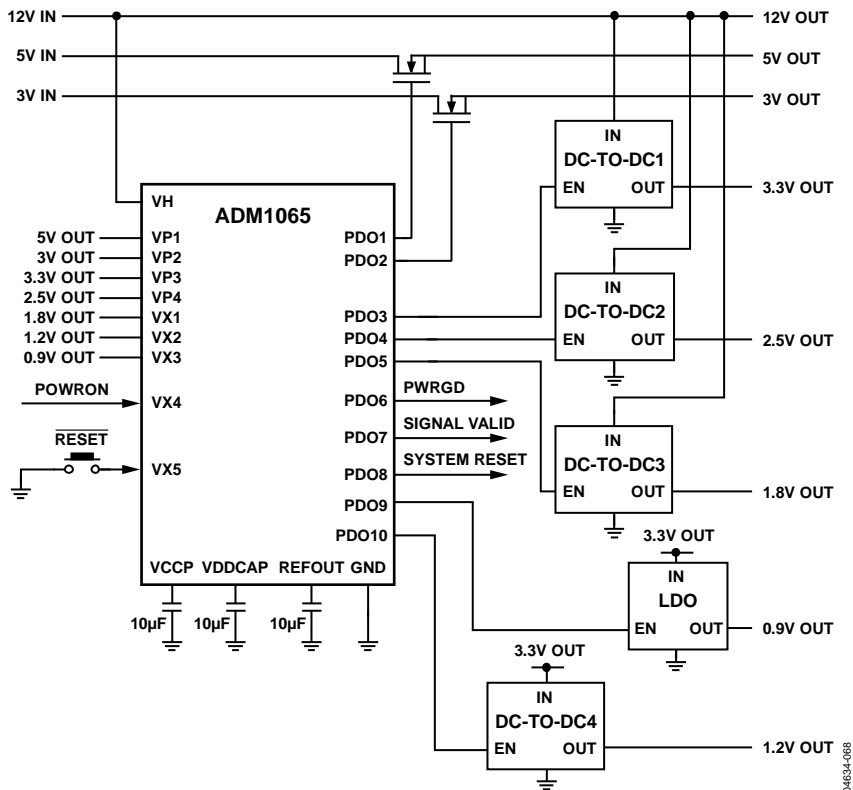 12V IN
12V OUT
5V IN
5V OUT
3V IN
3V OUT
IN
DC-TO-DC1
EN OUT
3.3V OUT
VH
ADM1065
5V OUT
VP1
PDO1
3V OUT
VP2
PDO2
3.3V OUT
VP3
2.5V OUT
VP4
1.8V OUT
VX1
PDO3
1.2V OUT
VX2
PDO4
0.9V OUT
VX3
PDO5
IN
DC-TO-DC2
EN OUT
2.5V OUT
POWRON
VX4
PDO6
PWRGD
PDO7
SIGNAL VALID
RESET
VX5
PDO8
SYSTEM RESET
PDO9
PDO10
IN
DC-TO-DC3
EN OUT
1.8V OUT
VCCP VDDCAP REFOUT GND
10µF 10µF 10µF
3.3V OUT
IN
LDO
EN OUT
0.9V OUT
3.3V OUT
IN
DC-TO-DC4
EN OUT
1.2V OUT
04634-068